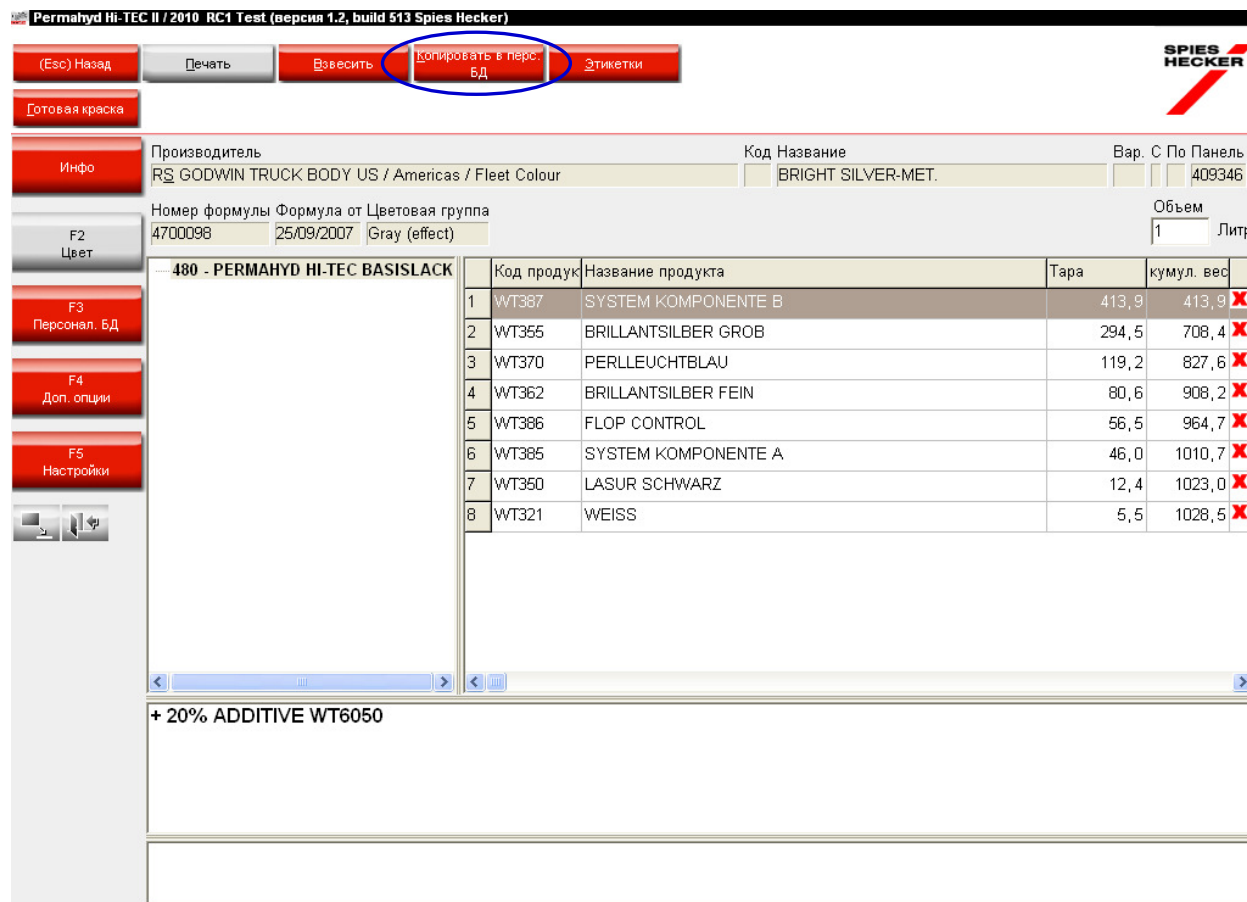 Permahyd Hi-TEC II / 2010 RC1 Test (версия 1.2, build 513 Spies Hecker)
(Esc) Назад
Печать
Взвесить
Копировать в перс.
БД
Этикетки
SPIES
HECKER
Готовая краска
Инфо
F2
Цвет
F3
Персонал. БД
F4
Доп. опции
F5
Настройки
Производитель Код Название Вар. С По Панель
RS GODWIN TRUCK BODY US / Americas / Fleet Colour BRIGHT SILVER-MET. 409346
Номер формулы Формула от Цветовая группа Объем
4700098 25/09/2007 Gray (effect) 1 Литр
480 - PERMAHYD HI-TEC BASISLACK
Код продук Название продукта Тара кумул. вес
1 WT387 SYSTEM KOMPONENTE B 413,9 413,9
2 WT355 BRILLANTSILBER GROB 294,5 708,4
3 WT370 PERLLEUCHTBLAU 119,2 827,6
4 WT362 BRILLANTSILBER FEIN 80,6 908,2
5 WT386 FLOP CONTROL 56,5 964,7
6 WT385 SYSTEM KOMPONENTE A 46,0 1010,7
7 WT350 LASUR SCHWARZ 12,4 1023,0
8 WT321 WEISS 5,5 1028,5
+ 20% ADDITIVE WT6050